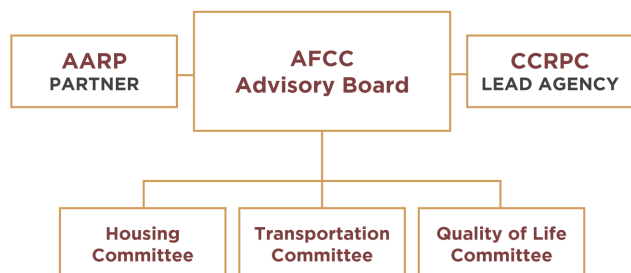 AARP
PARTNER
AFCC
Advisory Board
CCRPC
LEAD AGENCY
Housing
Committee
Transportation
Committee
Quality of Life
Committee